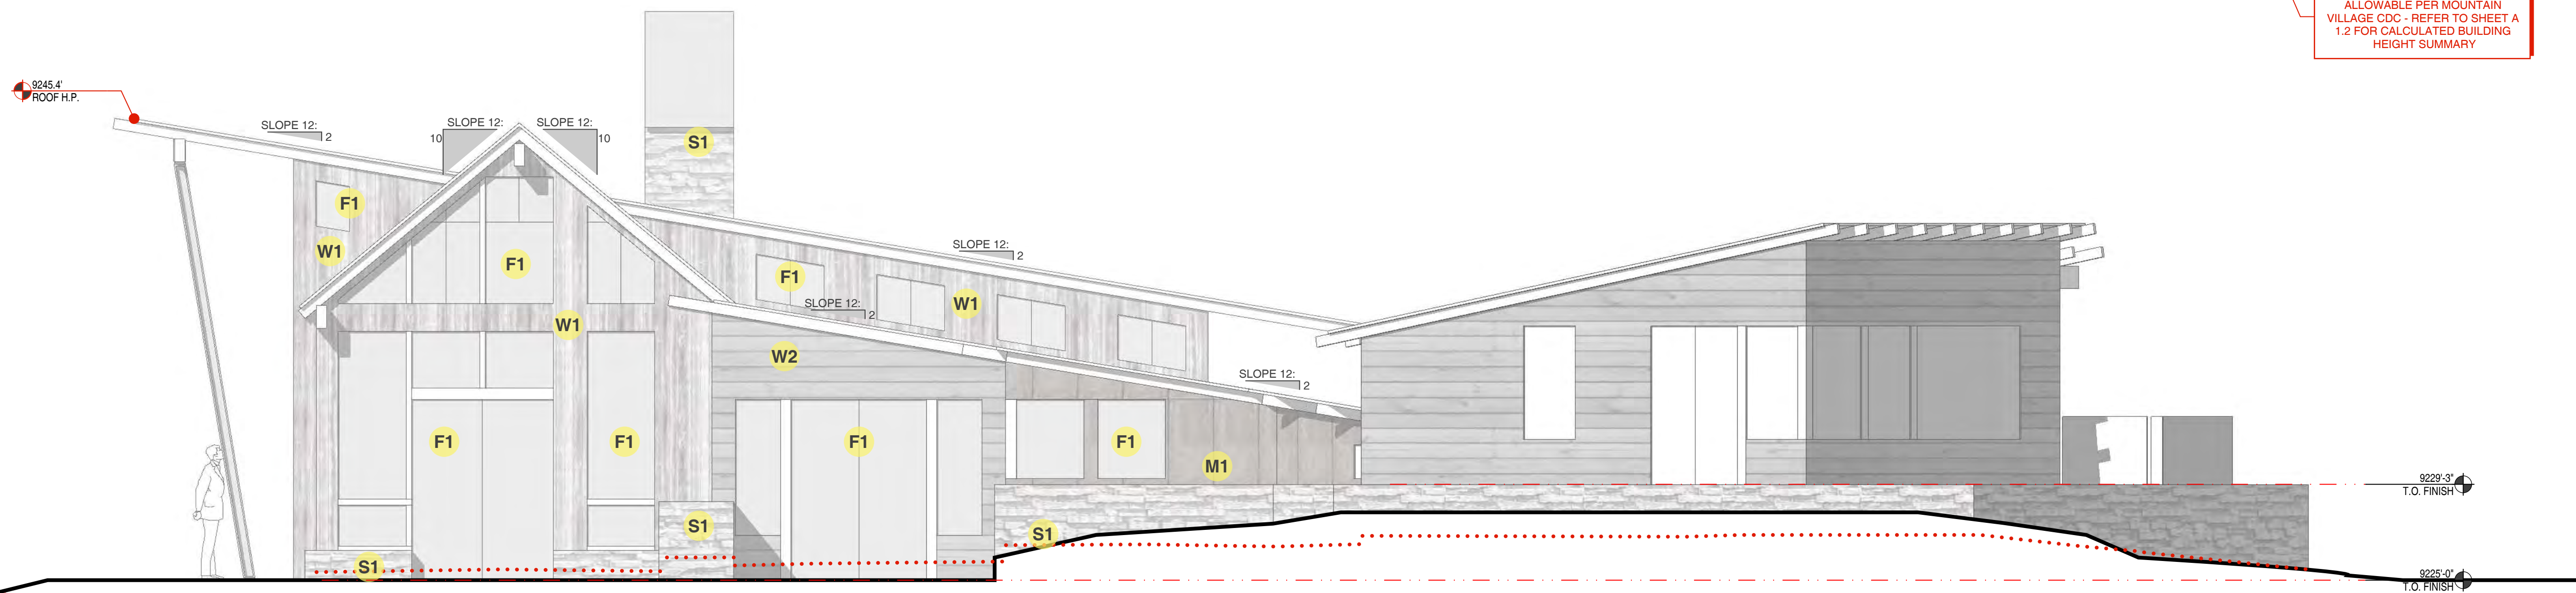 ALLOWABLE PER MOUNTAIN
VILLAGE CDC - REFER TO SHEET A
1.2 FOR CALCULATED BUILDING
HEIGHT SUMMARY
9245.4'
ROOF H.P.
SLOPE 12:
2
SLOPE 12:
10
SLOPE 12:
10
S1
F1
W1
F1
SLOPE 12:
2
F1
W1
SLOPE 12:
2
W1
W2
SLOPE 12:
2
F1
F1
F1
F1
M1
9229'-3"
T.O. FINISH
S1
S1
S1
9225'-0"
T.O. FINISH